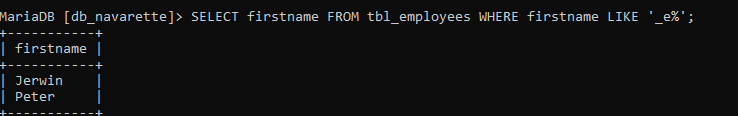 MariaDB [db_navarette]> SELECT firstname FROM tbl_employees WHERE firstname LIKE '_e%';
+-----------+
| firstname |
+-----------+
| Jerwin    |
| Peter     |
+-----------+